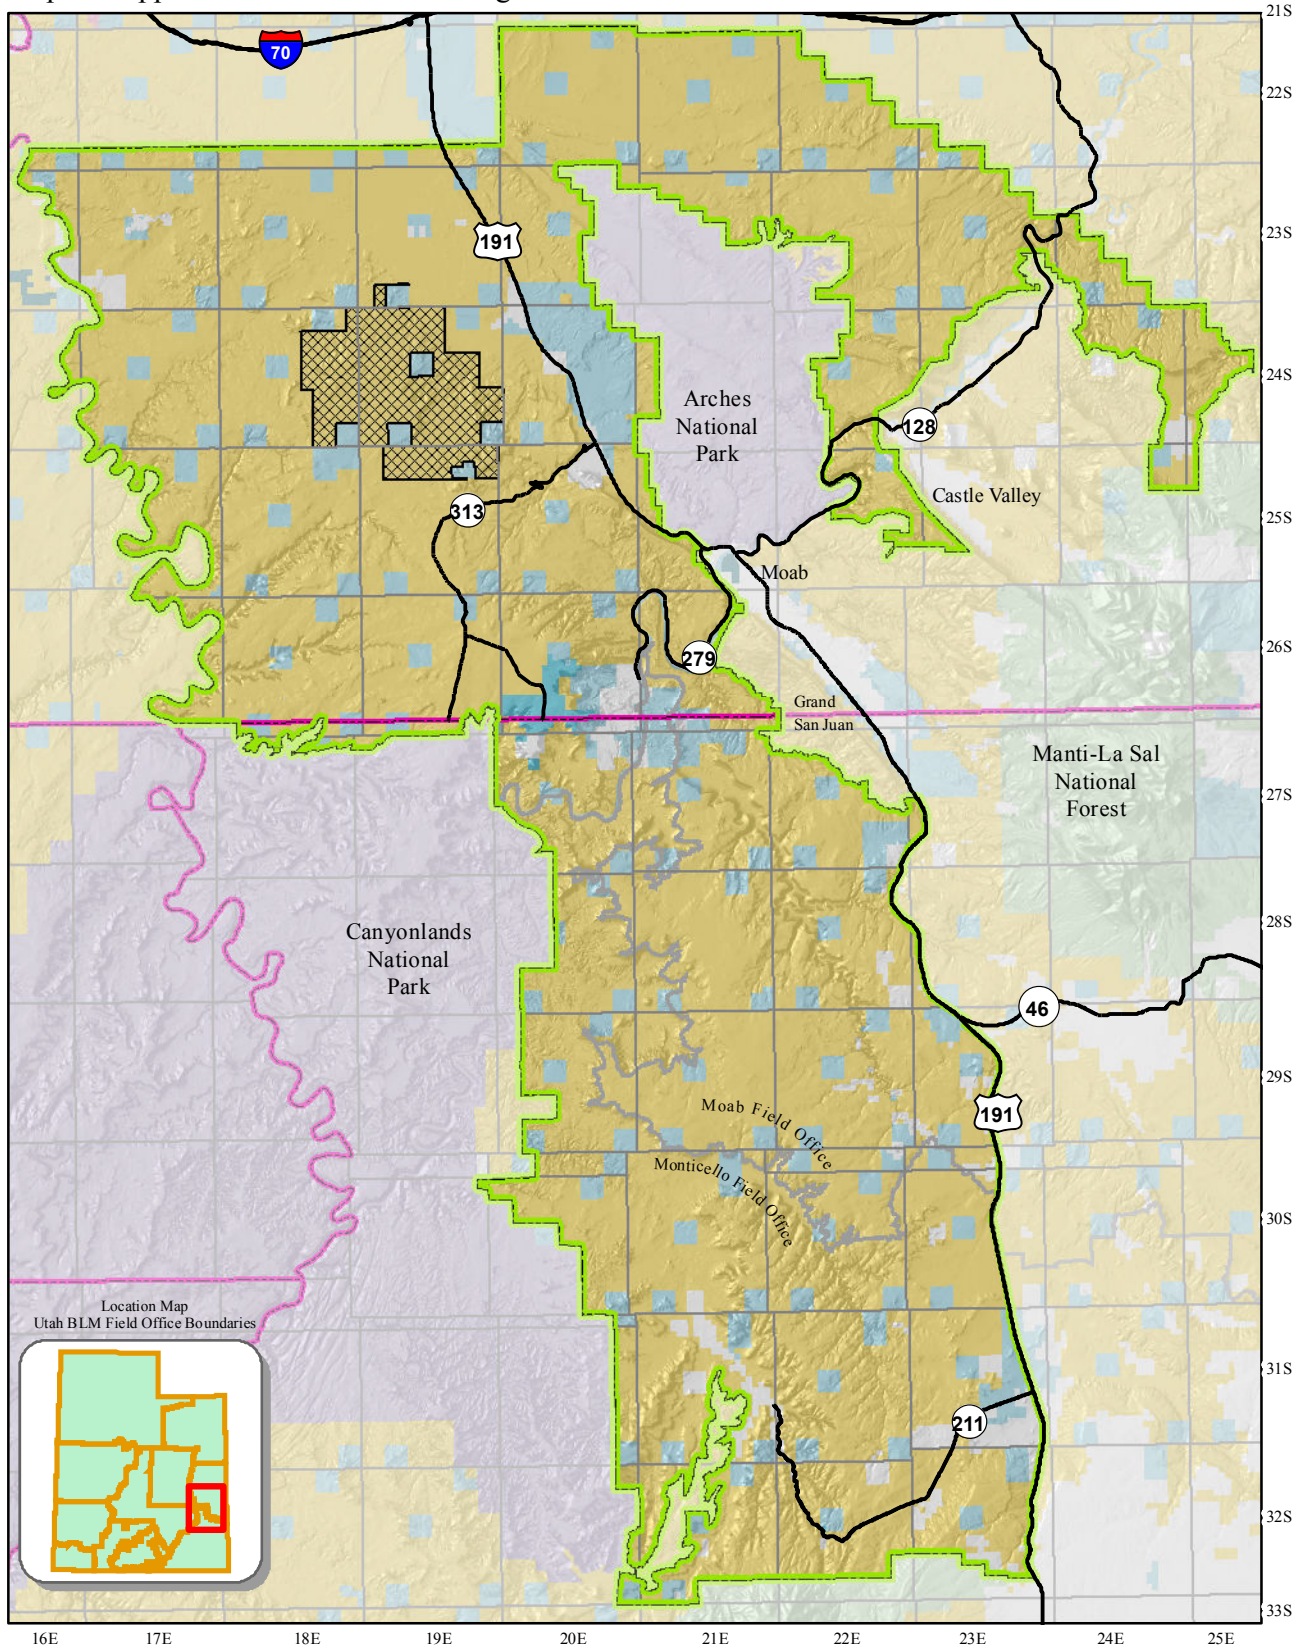 21S
70
22S
191
23S
24S
Arches
National
Park
128
Castle Valley
313
25S
Moab
279
26S
Grand
San Juan
Manti-La Sal
National
Forest
27S
Canyonlands
National
Park
28S
46
29S
191
Moab Field Office
Monticello Field Office
30S
Location Map
Utah BLM Field Office Boundaries
31S
211
32S
33S
16E 17E 18E 19E 20E 21E 22E 23E 24E 25E